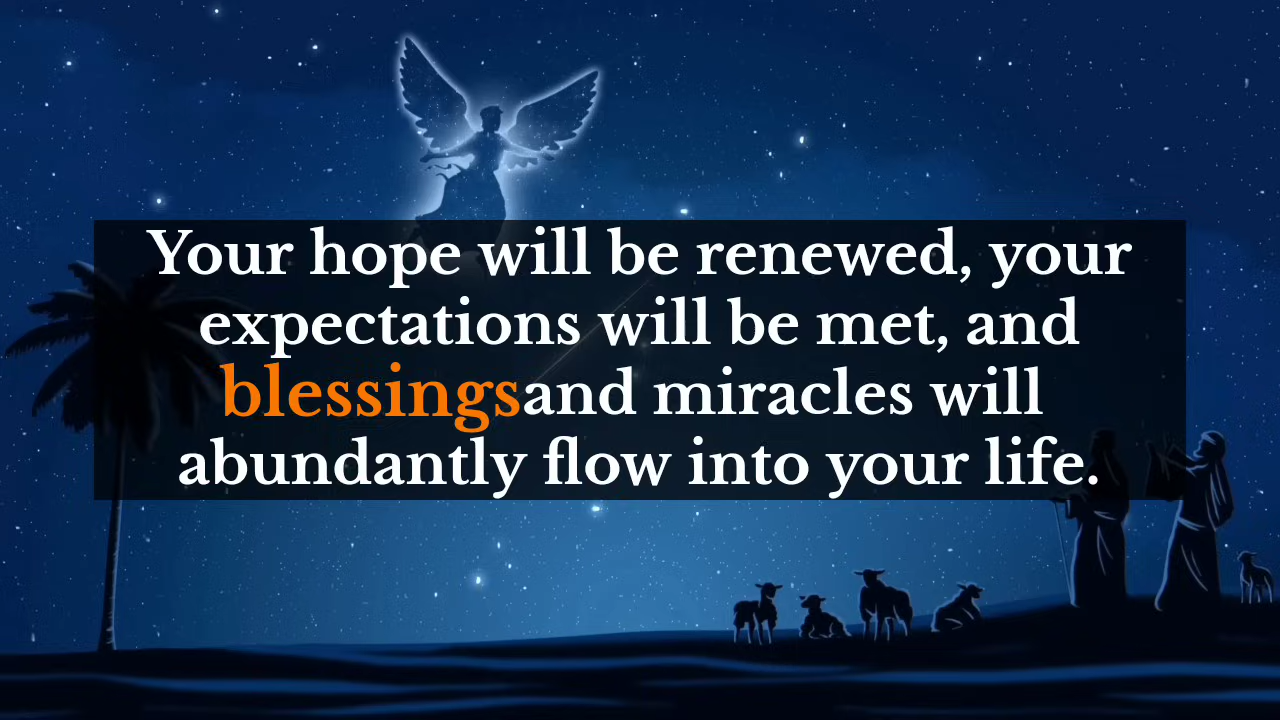 Your hope will be renewed, your
expectations will be met, and
blessingsand miracles will
abundantly flow into your life.